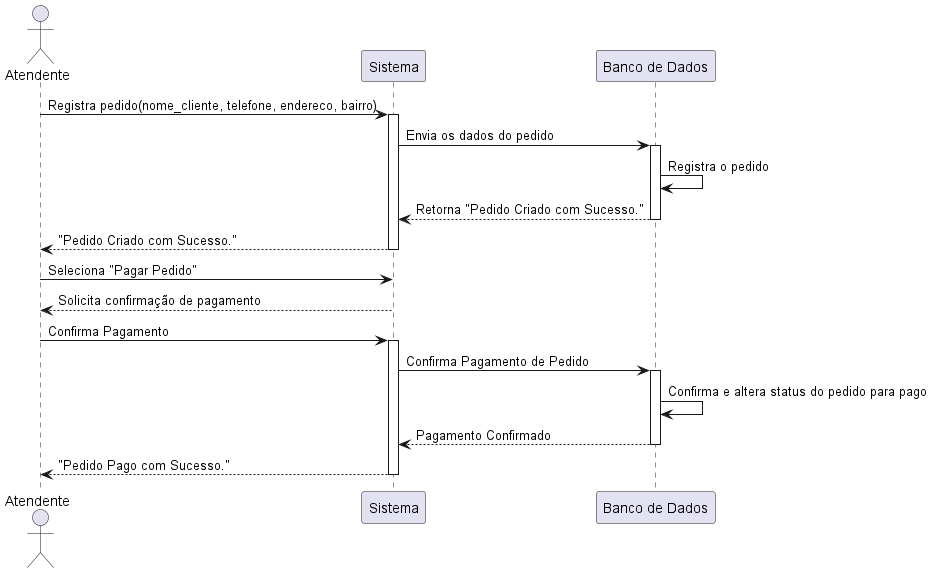 Atendente
Sistema
Banco de Dados
Registra pedido(nome_cliente, telefone, endereco, bairro)
Envia os dados do pedido
Registra o pedido
Retorna "Pedido Criado com Sucesso."
"Pedido Criado com Sucesso."
Seleciona "Pagar Pedido"
Solicita confirmação de pagamento
Confirma Pagamento
Confirma Pagamento de Pedido
Confirma e altera status do pedido para pago
Pagamento Confirmado
"Pedido Pago com Sucesso."
Atendente
Sistema
Banco de Dados